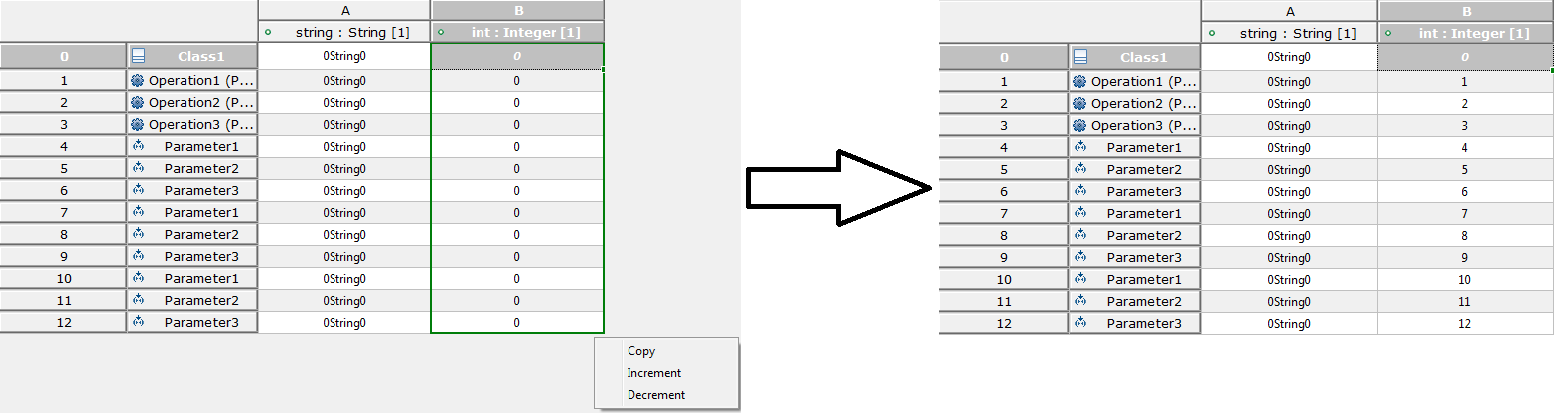 A B
string : String [1] int : Integer [1]
0 Class1 0String0 0
1 Operation1 (P... 0String0 0
2 Operation2 (P... 0String0 0
3 Operation3 (P... 0String0 0
4 Parameter1 0String0 0
5 Parameter2 0String0 0
6 Parameter3 0String0 0
7 Parameter1 0String0 0
8 Parameter2 0String0 0
9 Parameter3 0String0 0
10 Parameter1 0String0 0
11 Parameter2 0String0 0
12 Parameter3 0String0 0
Copy
Increment
Decrement
A B
string : String [1] int : Integer [1]
0 Class1 0String0 0
1 Operation1 (P... 0String0 1
2 Operation2 (P... 0String0 2
3 Operation3 (P... 0String0 3
4 Parameter1 0String0 4
5 Parameter2 0String0 5
6 Parameter3 0String0 6
7 Parameter1 0String0 7
8 Parameter2 0String0 8
9 Parameter3 0String0 9
10 Parameter1 0String0 10
11 Parameter2 0String0 11
12 Parameter3 0String0 12